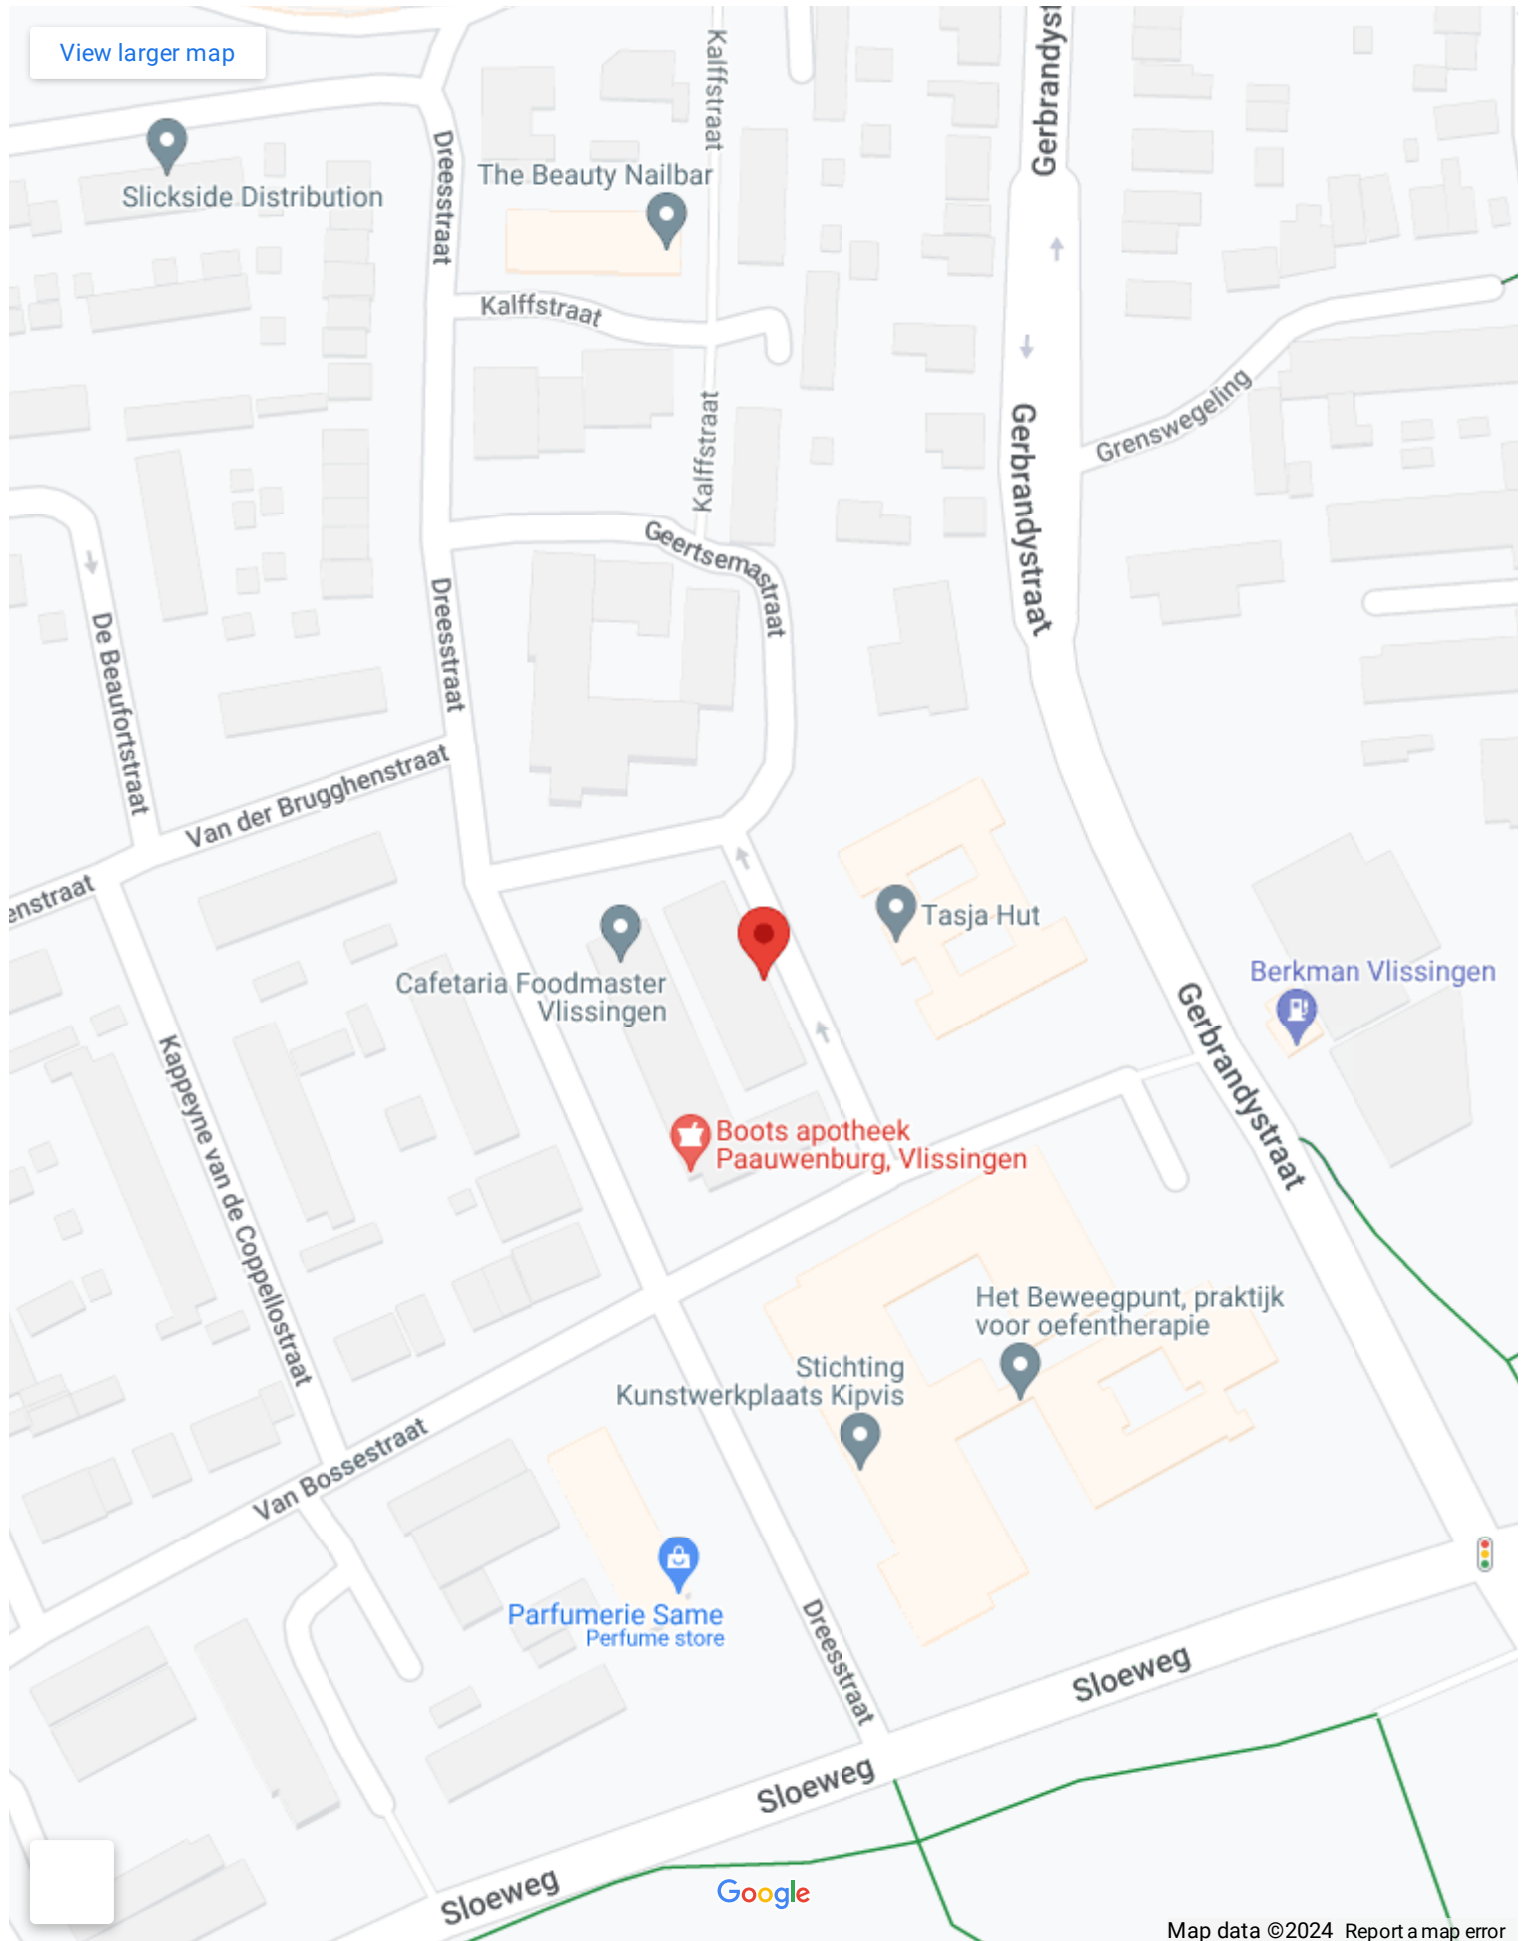 View larger map
Kalffstraat
Gerbrandyst
Dreesstraat
The Beauty Nailbar
Slickside Distribution
Kalffstraat
Kalffstraat
Grenswegeling
Gerbrandystraat
Geertsemastraat
Dreesstraat
De Beaufortstraat
Van der Brugghenstraat
enstraat
Tasja Hut
Cafetaria Foodmaster
Vlissingen
Berkman Vlissingen
Gerbrandystraat
Kappeyne van de Coppellostraat
Boots apotheek
Paauwenburg, Vlissingen
Het Beweegpunt, praktijk
voor oefentherapie
Stichting
Kunstwerkplaats Kipvis
Van Bossestraat
Parfumerie Same
Perfume store
Dreesstraat
Sloeweg
Sloeweg
Sloeweg
Google
Map data ©2024 Report a map error